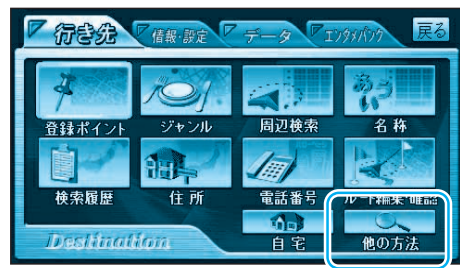 行き先 情報・設定 データ エンタメバンク 戻る
登録ポイント ジャンル 周辺検索 名称
検索履歴 住所 電話番号 ルート編集・確認
Destination 自宅 他の方法